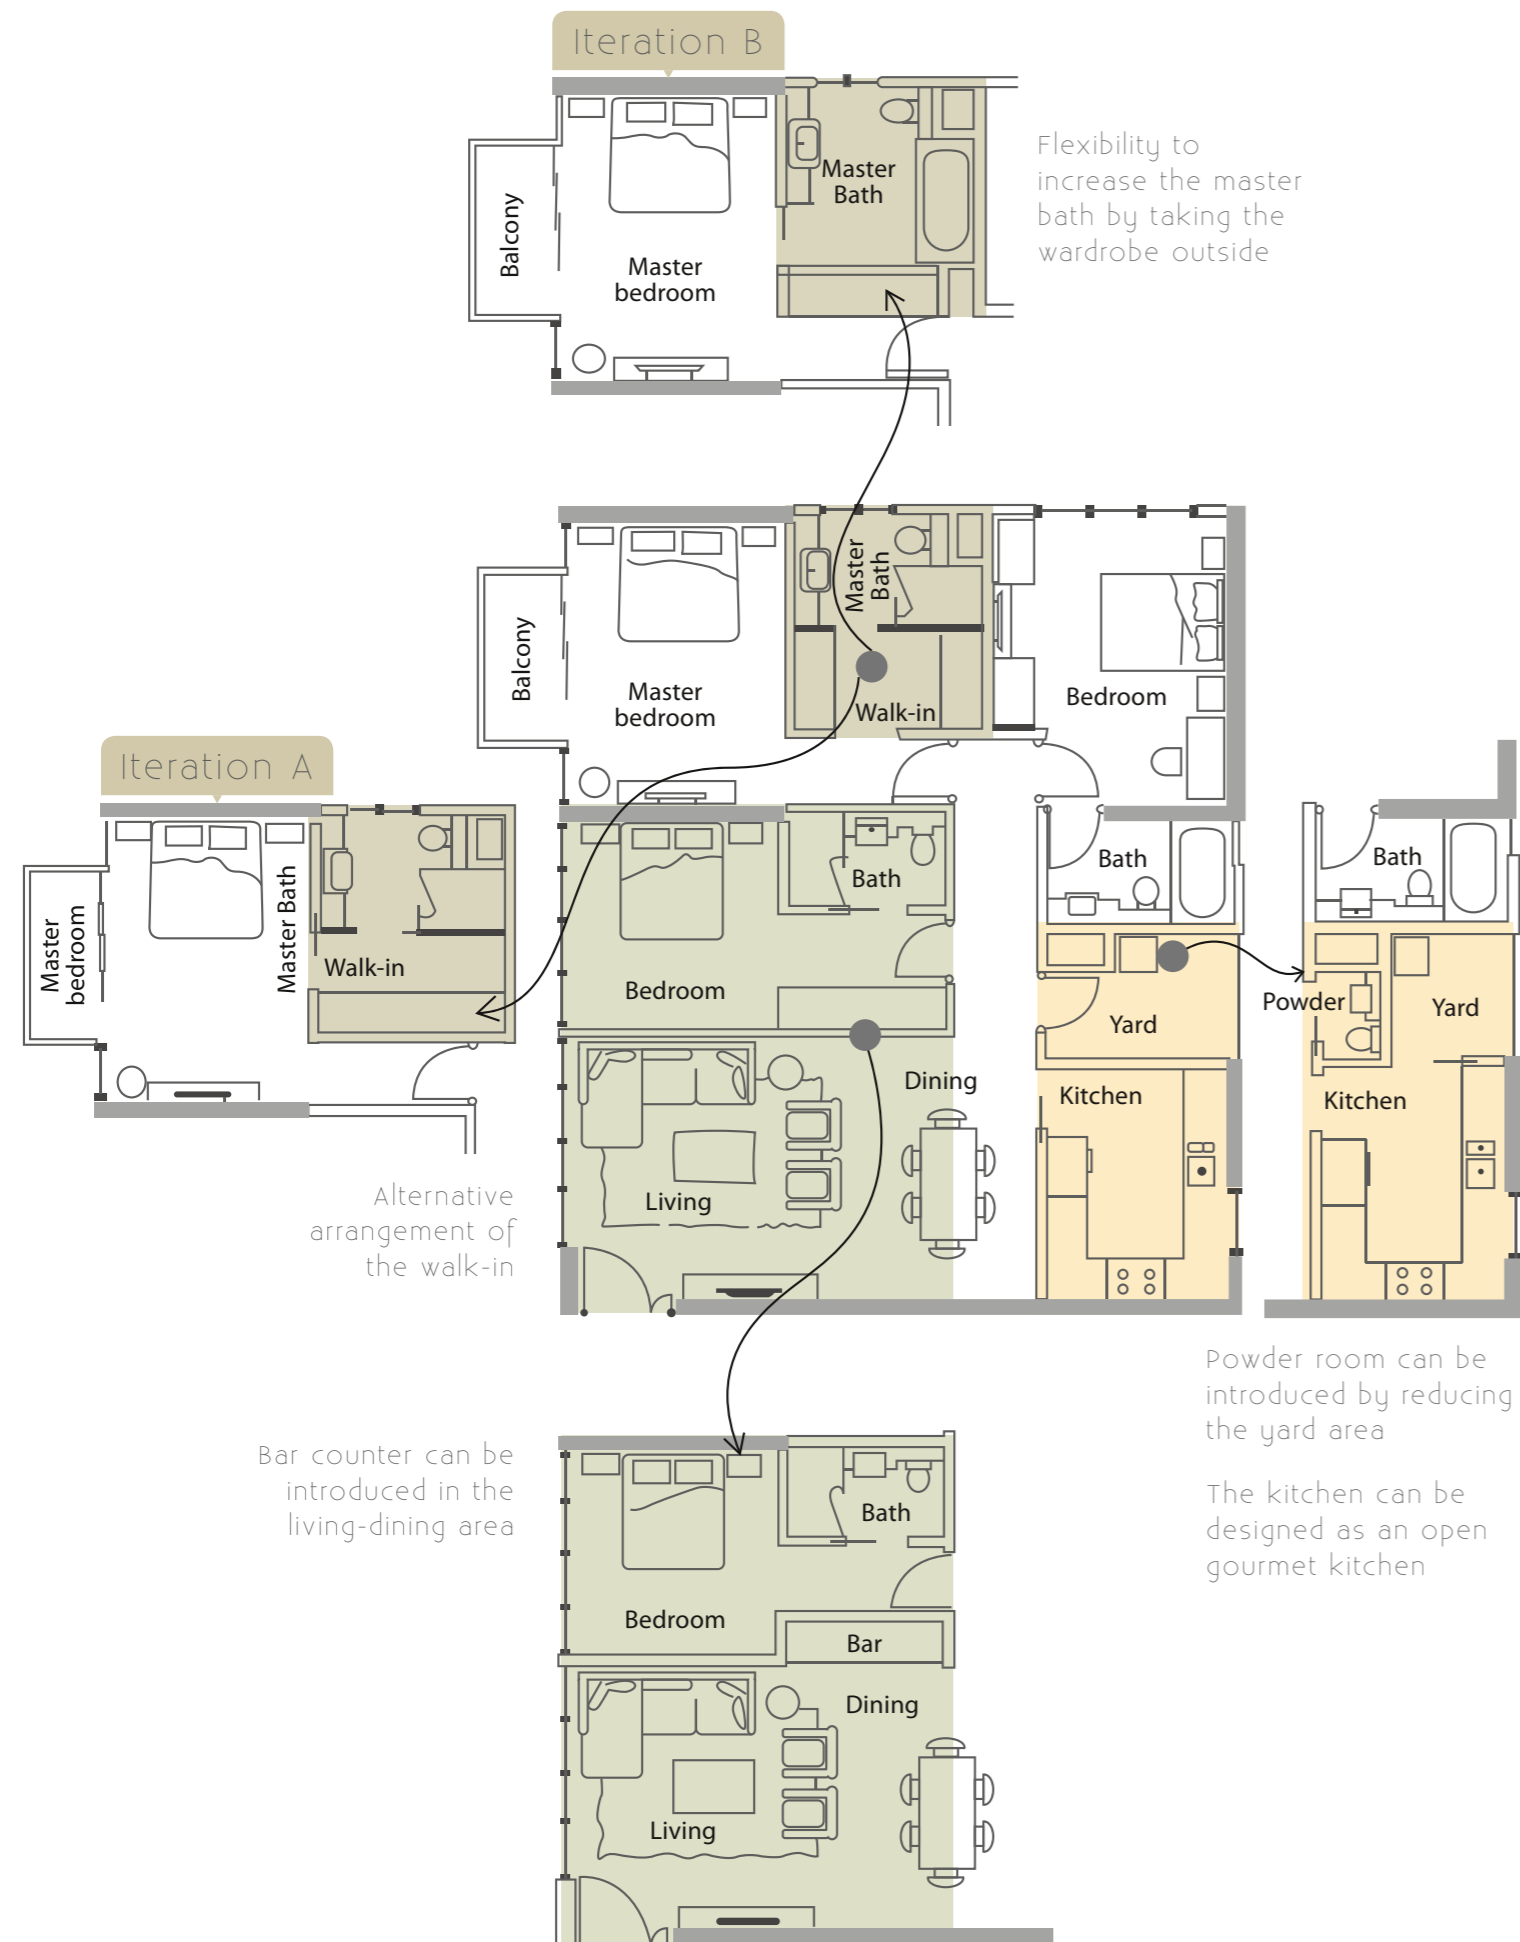 Iteration B
Master
Bath
Balcony
Master
bedroom
Flexibility to
increase the master
bath by taking the
wardrobe outside
Master
Bath
Balcony
Master
bedroom
Walk-in
Bedroom
Iteration A
Master
bedroom
Master Bath
Walk-in
Bath
Bedroom
Bath
Yard
Dining
Kitchen
Living
Bath
Powder
Yard
Kitchen
Alternative
arrangement of
the walk-in
Powder room can be
introduced by reducing
the yard area
The kitchen can be
designed as an open
gourmet kitchen
Bar counter can be
introduced in the
living-dining area
Bath
Bedroom
Bar
Dining
Living